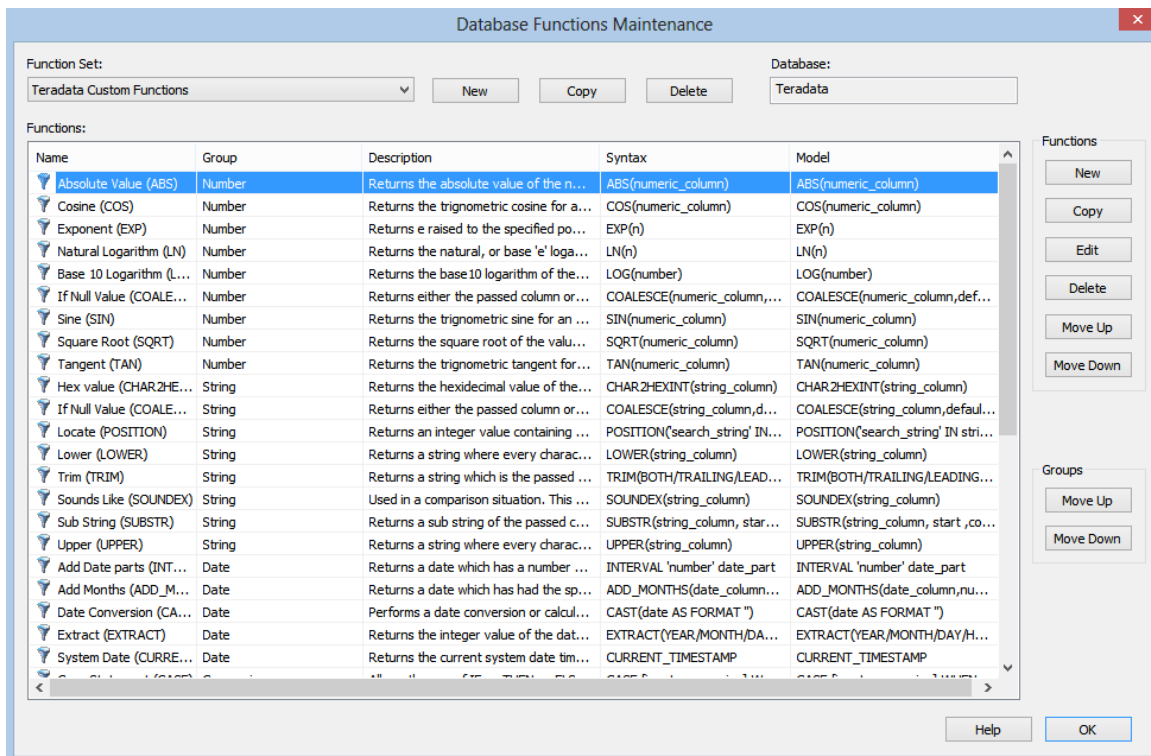 Database Functions Maintenance
Function Set: Database:
Teradata Custom Functions New Copy Delete Teradata
Functions:
Name Group Description Syntax Model
Absolute Value (ABS) Number Returns the absolute value of the n... ABS(numeric_column) ABS(numeric_column)
Cosine (COS) Number Returns the trignometric cosine for a... COS(numeric_column) COS(numeric_column)
Exponent (EXP) Number Returns e raised to the specified po... EXP(n) EXP(n)
Natural Logarithm (LN) Number Returns the natural, or base 'e' loga... LN(n) LN(n)
Base 10 Logarithm (L... Number Returns the base10 logarithm of the... LOG(number) LOG(number)
If Null Value (COALE... Number Returns either the passed column or... COALESCE(numeric_column,... COALESCE(numeric_column,def...
Sine (SIN) Number Returns the trignometric sine for an ... SIN(numeric_column) SIN(numeric_column)
Square Root (SQRT) Number Returns the square root of the valu... SQRT(numeric_column) SQRT(numeric_column)
Tangent (TAN) Number Returns the trignometric tangent for... TAN(numeric_column) TAN(numeric_column)
Hex value (CHAR2HE... String Returns the hexidecimal value of the... CHAR2HEXINT(string_column) CHAR2HEXINT(string_column)
If Null Value (COALE... String Returns either the passed column or... COALESCE(string_column,d... COALESCE(string_column,defaul...
Locate (POSITION) String Returns an integer value containing ... POSITION('search_string' IN... POSITION('search_string' IN stri...
Lower (LOWER) String Returns a string where every charac... LOWER(string_column) LOWER(string_column)
Trim (TRIM) String Returns a string which is the passed ... TRIM(BOTH/TRAILING/LEAD... TRIM(BOTH/TRAILING/LEADING...
Sounds Like (SOUNDEX) String Used in a comparison situation. This ... SOUNDEX(string_column) SOUNDEX(string_column)
Sub String (SUBSTR) String Returns a sub string of the passed c... SUBSTR(string_column, star... SUBSTR(string_column, start ,co...
Upper (UPPER) String Returns a string where every charac... UPPER(string_column) UPPER(string_column)
Add Date parts (INT... Date Returns a date which has a number ... INTERVAL 'number' date_part INTERVAL 'number' date_part
Add Months (ADD_M... Date Returns a date which has had the sp... ADD_MONTHS(date_column... ADD_MONTHS(date_column,nu...
Date Conversion (CA... Date Performs a date conversion or calcul... CAST(date AS FORMAT '') CAST(date AS FORMAT '')
Extract (EXTRACT) Date Returns the integer value of the dat... EXTRACT(YEAR/MONTH/DA... EXTRACT(YEAR/MONTH/DAY/H...
System Date (CURRE... Date Returns the current system date tim... CURRENT_TIMESTAMP CURRENT_TIMESTAMP
Functions
New
Copy
Edit
Delete
Move Up
Move Down
Groups
Move Up
Move Down
Help OK